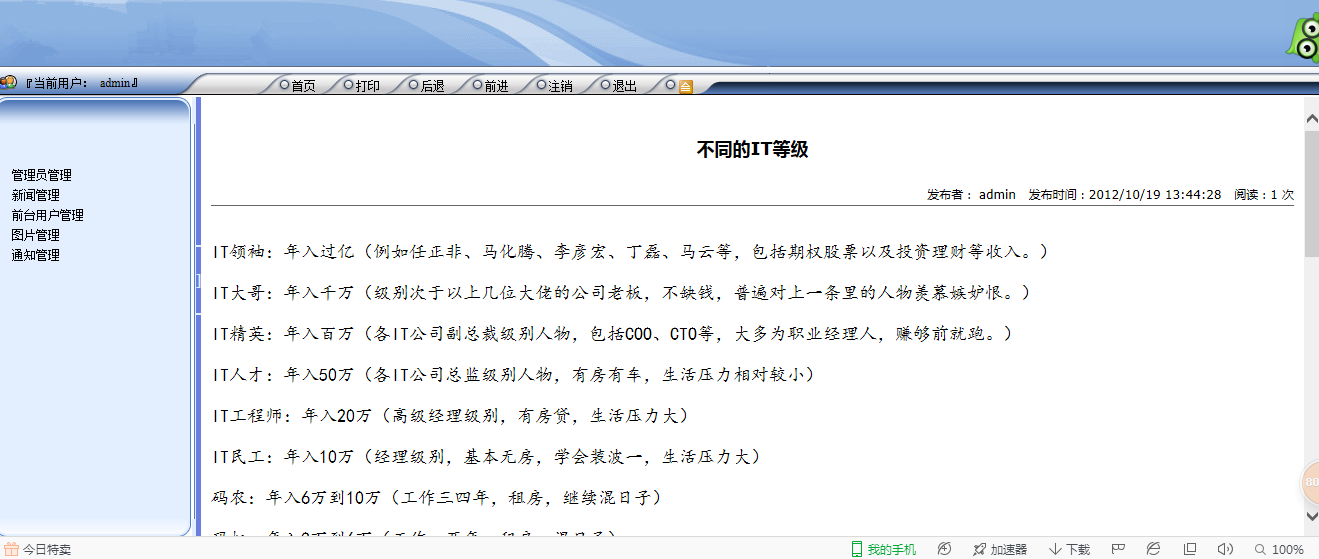 『当前用户： admin』
首页 打印 后退 前进 注销 退出
管理员管理
新闻管理
前台用户管理
图片管理
通知管理
不同的IT等级
发布者： admin 发布时间：2012/10/19 13:44:28 阅读：1 次
IT领袖：年入过亿（例如任正非、马化腾、李彦宏、丁磊、马云等，包括期权股票以及投资理财等收入。）
IT大哥：年入千万（级别次于以上几位大佬的公司老板，不缺钱，普遍对上一条里的人物羡慕嫉妒恨。）
IT精英：年入百万（各IT公司副总裁级别人物，包括COO、CTO等，大多为职业经理人，赚够前就跑。）
IT人才：年入50万（各IT公司总监级别人物，有房有车，生活压力相对较小）
IT工程师：年入20万（高级经理级别，有房贷，生活压力大）
IT民工：年入10万（经理级别，基本无房，学会装波一，生活压力大）
码农：年入6万到10万（工作三四年，租房，继续混日子）
80
今日特卖 我的手机 加速器 下载 100%